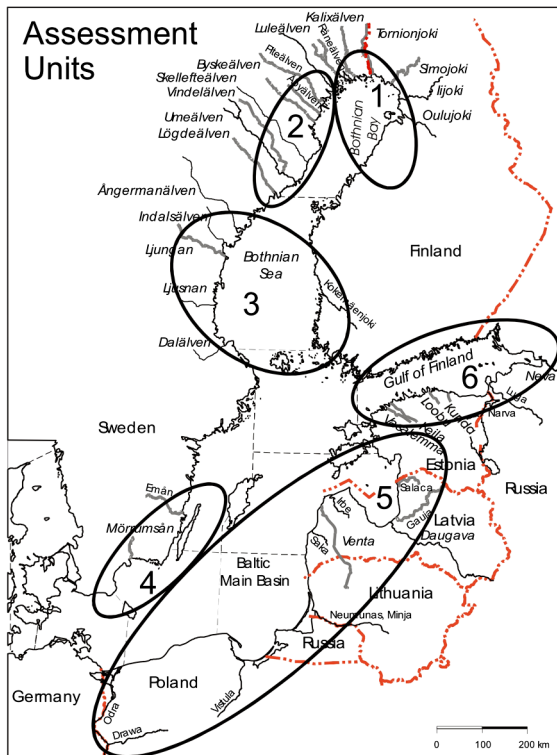 Assessment
Units
Luleälven
Kalixälven
Tornionjoki
Piteälven
Råneälven
Byskeälven
Simojoki
Skellefteälven
Åbyälven
Iijoki
Vindelälven
1
Oulujoki
Umeälven
2
Bothnian
Bay
Lögdeälven
Ångermanälven
Indalsälven
Finland
Ljungan
Bothnian
Sea
3
Kokemäenjoki
Ljusnan
Dalälven
Gulf of Finland
6
Neva
Luga
Narva
Kunda
Loobu
Keila
Sweden
Estonia
Russia
5
Salaca
Emån
Irbe
Gauja
Latvia
Daugava
Mörrumsån
Saka
Venta
4
Baltic
Main Basin
Lithuania
Neumunas, Minja
Russia
Germany
Poland
Odra
Vistula
Drawa
0
100
200 km